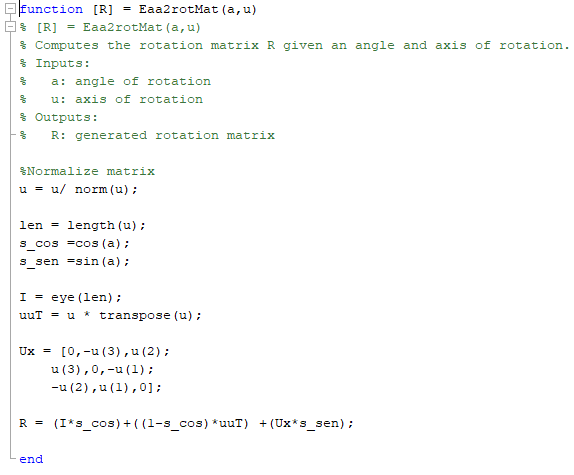 function [R] = Eaa2rotMat(a,u)
% [R] = Eaa2rotMat(a,u)
% Computes the rotation matrix R given an angle and axis of rotation.
% Inputs:
%   a: angle of rotation
%   u: axis of rotation
% Outputs:
%   R: generated rotation matrix
%Normalize matrix
u = u/ norm(u);
len = length(u);
s_cos =cos(a);
s_sen =sin(a);
I = eye(len);
uuT = u * transpose(u);
Ux = [0,-u(3),u(2);
    u(3),0,-u(1);
    -u(2),u(1),0];
R = (I*s_cos)+((1-s_cos)*uuT) +(Ux*s_sen);
end